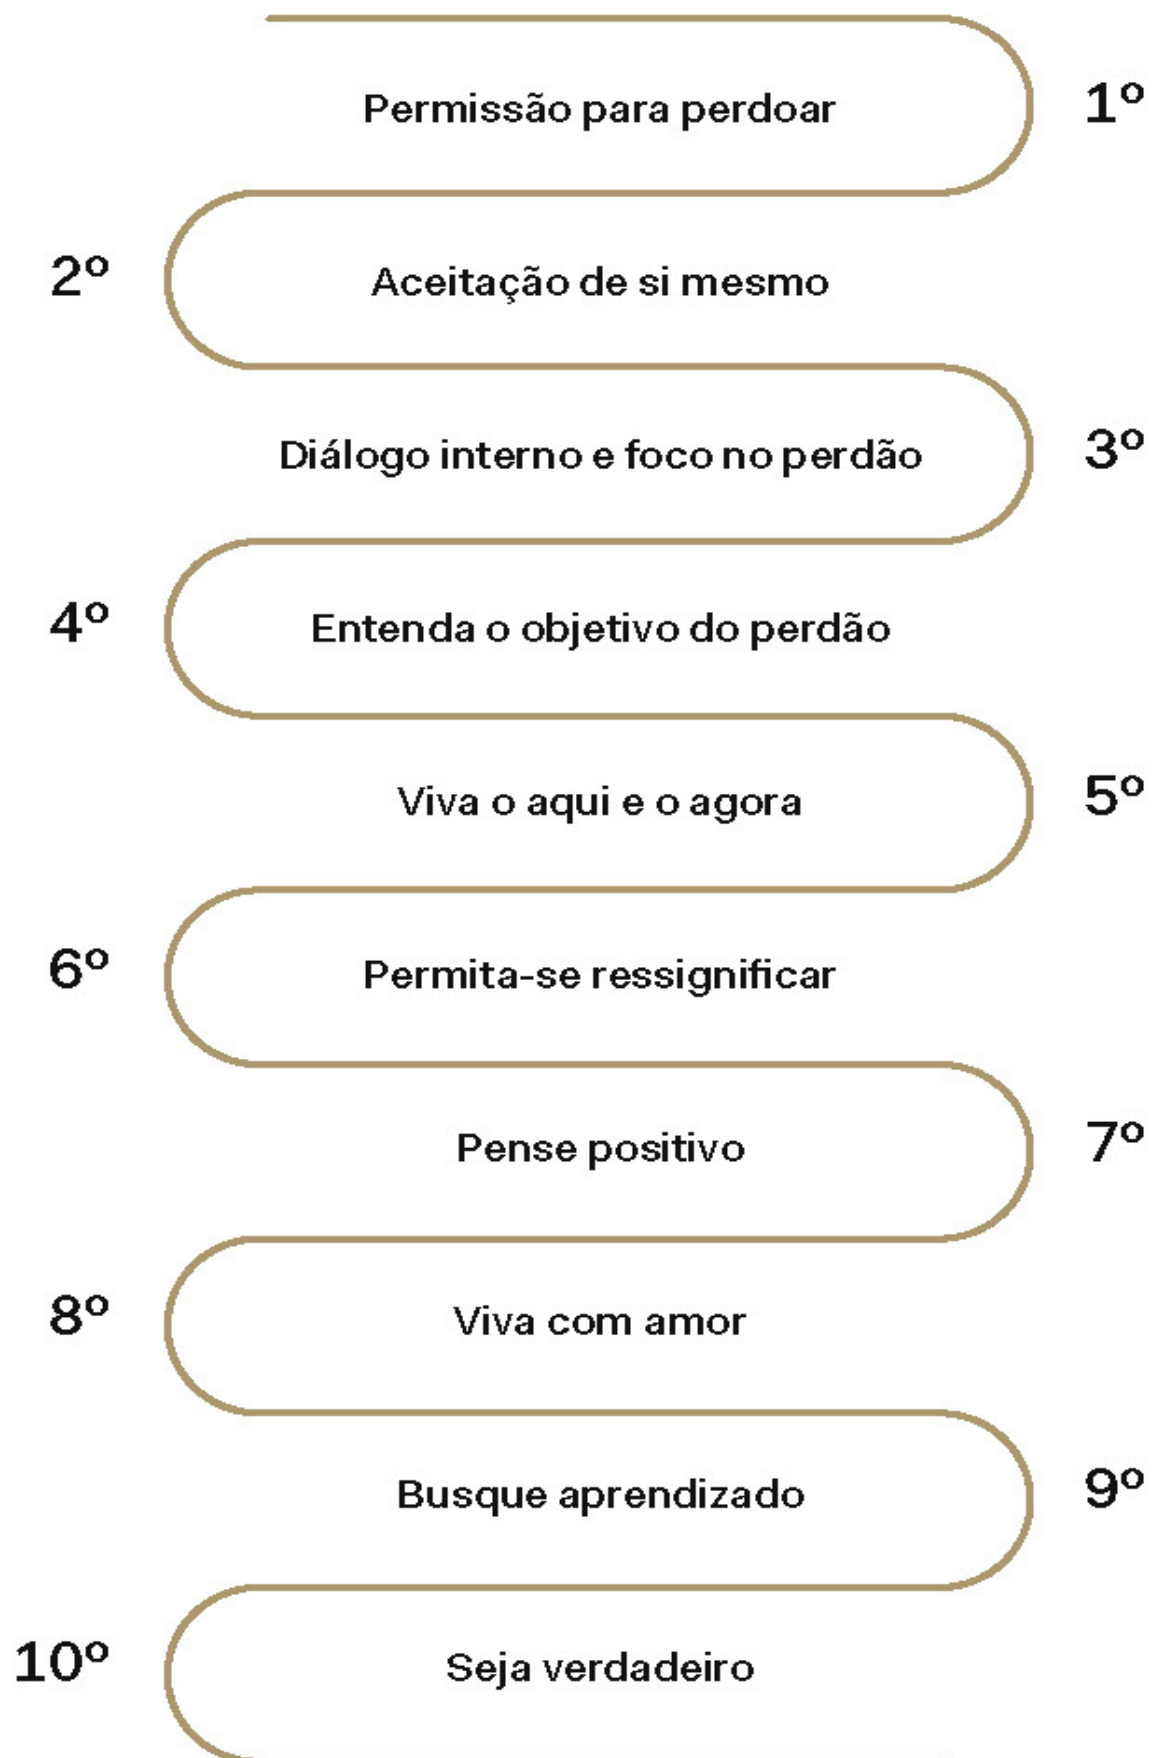 Permissão para perdoar 1º
2º Aceitação de si mesmo
Diálogo interno e foco no perdão 3º
4º Entenda o objetivo do perdão
Viva o aqui e o agora 5º
6º Permita-se ressignificar
Pense positivo 7º
8º Viva com amor
Busque aprendizado 9º
10º Seja verdadeiro